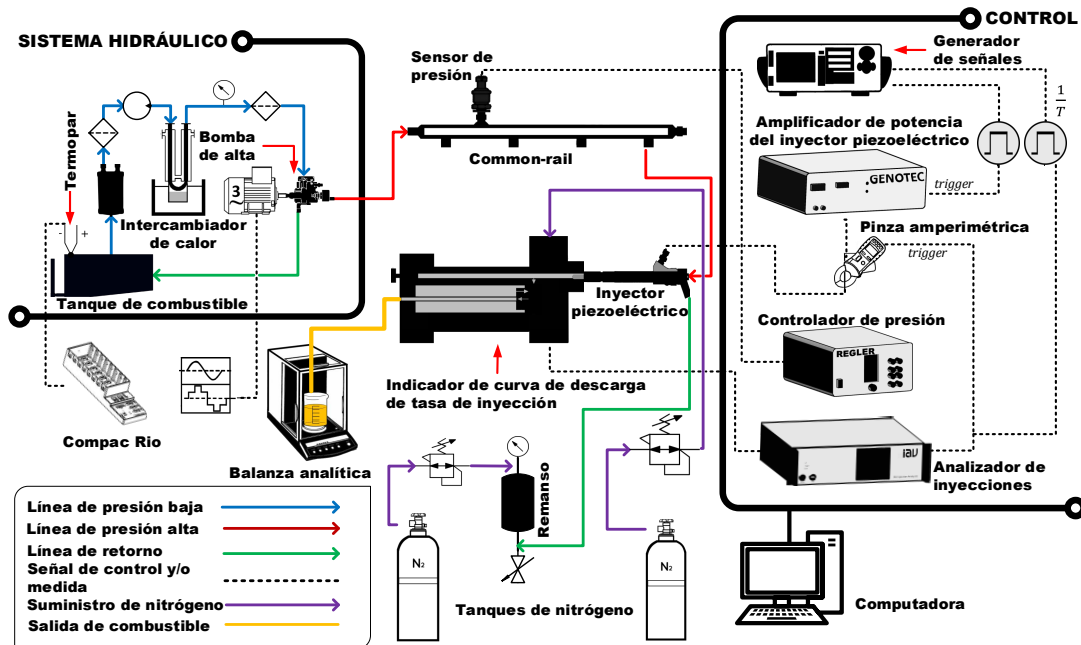 SISTEMA HIDRÁULICO
CONTROL
Termopar
Bomba
de alta
3
Intercambiador
de calor
- +
Tanque de combustible
Compac Rio
Balanza analítica
Sensor de
presión
Common-rail
Inyector
piezoeléctrico
Indicador de curva de descarga
de tasa de inyección
Remanso
N₂
N₂
Tanques de nitrógeno
Generador
de señales
1
T
Amplificador de potencia
del inyector piezoeléctrico
GENOTEC
trigger
Pinza amperimétrica
trigger
Controlador de presión
REGLER
iav
Analizador de
inyecciones
Computadora
Línea de presión baja
Línea de presión alta
Línea de retorno
Señal de control y/o
medida
Suministro de nitrógeno
Salida de combustible